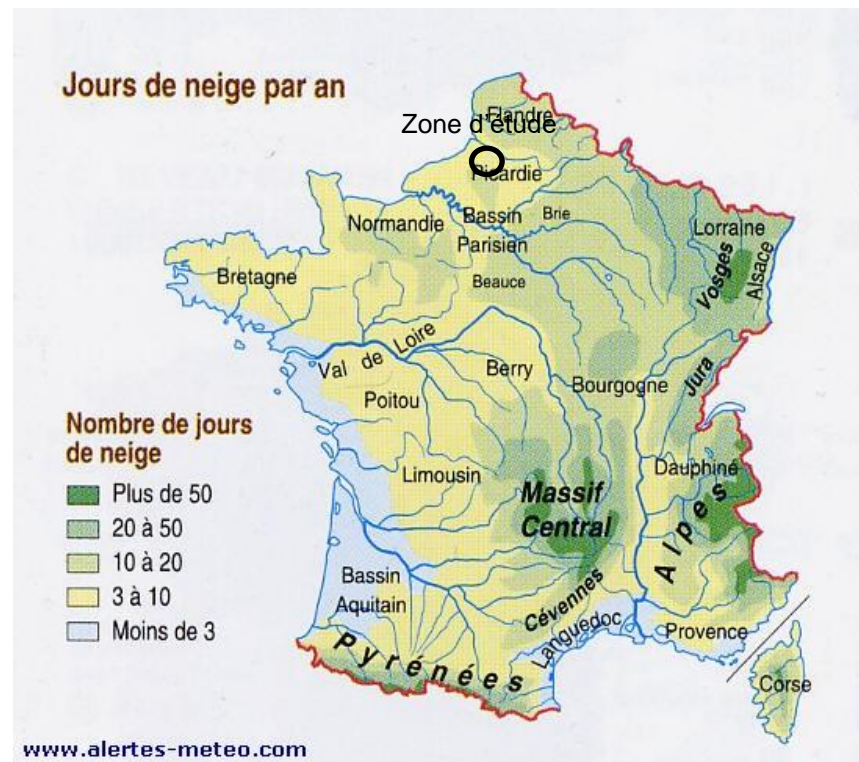 Jours de neige par an
Flandre
Zone d'étude
Picardie
Normandie
Bassin
Parisien
Brie
Lorraine
Vosges
Alsace
Bretagne
Beauce
Val de Loire
Berry
Bourgogne
Jura
Poitou
Nombre de jours
de neige
Plus de 50
20 à 50
10 à 20
3 à 10
Moins de 3
Limousin
Massif
Central
Dauphiné
Alpes
Bassin
Aquitain
Cévennes
Languedoc
Provence
Pyrénées
Corse
www.alertes-meteo.com